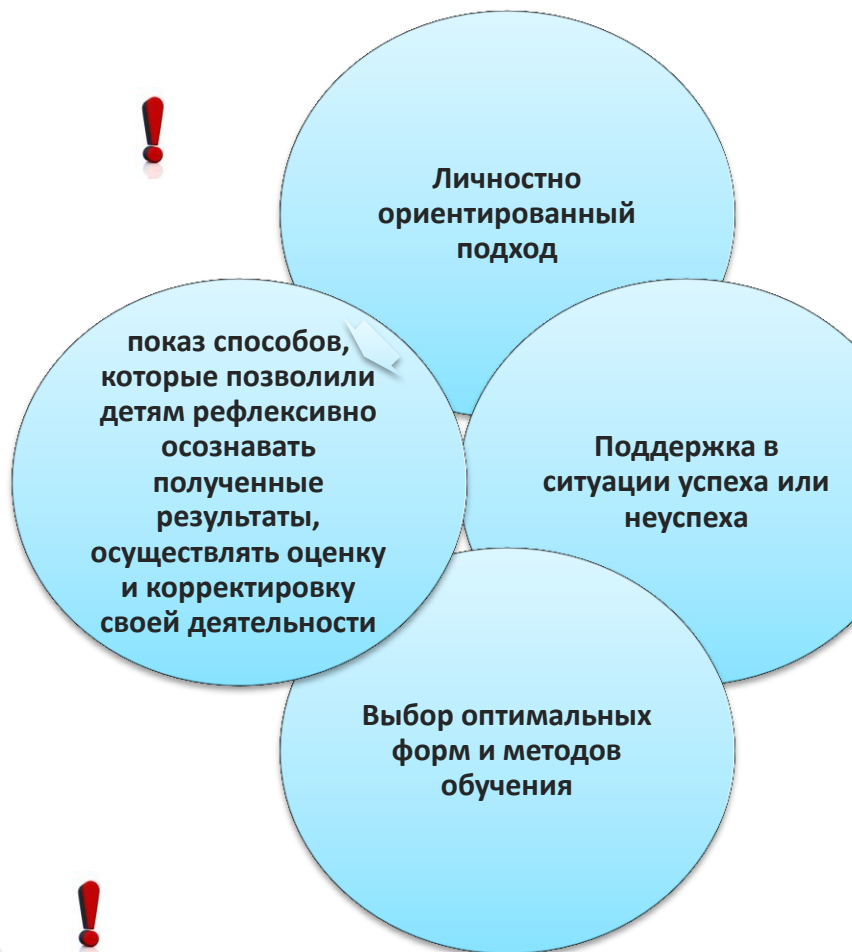 Личностно
ориентированный
подход
показ способов,
которые позволили
детям рефлексивно
осознавать
полученные
результаты,
осуществлять оценку
и корректировку
своей деятельности
Поддержка в
ситуации успеха или
неуспеха
Выбор оптимальных
форм и методов
обучения